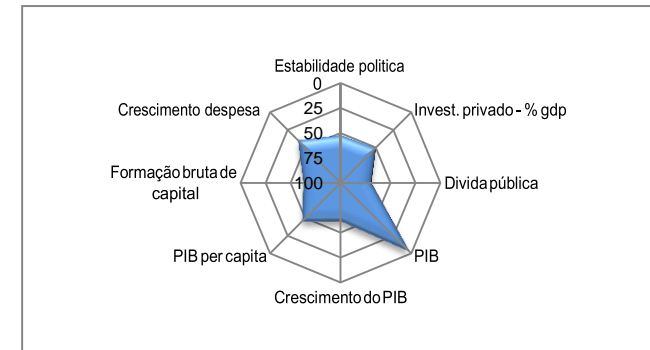 Estabilidade politica
0
Crescimento despesa
25
Invest. privado - % gdp
50
Formação bruta de
capital
75
100
Divida pública
PIB per capita
PIB
Crescimento do PIB